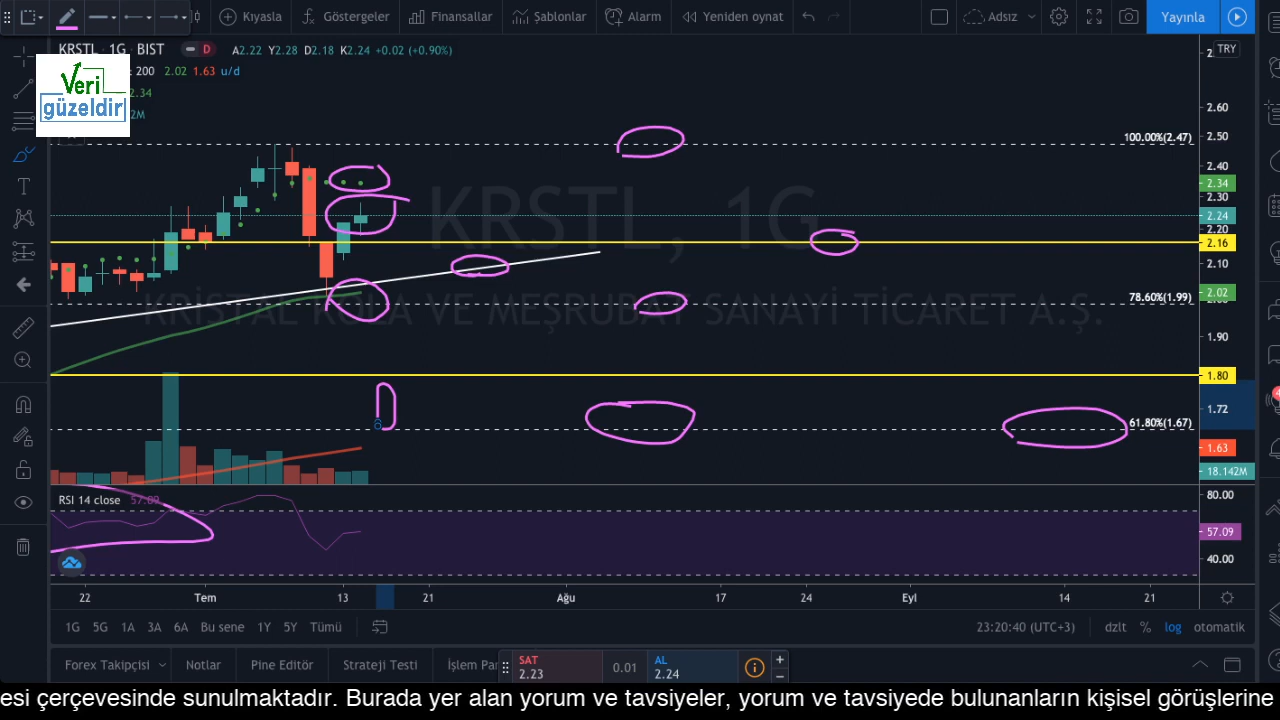 Kıyasla Göstergeler Finansallar Şablonlar Alarm Yeniden oynat Adsız Yayınla
KRSTL 1G BIST D A2.22 Y2.28 D2.18 K2.24 +0.02 (+0.90%)
TRY
200 2.02 1.63 u/d
Veri
güzeldir
2.34
2M
2.60
100.00%(2.47)
2.50
2.40
2.34
2.30
KRSTL, 1G
2.24
2.20
2.16
2.10
78.60%(1.99)
2.02
KRİSTAL KOLA VE MEŞRUBAT SANAYİ TİCARET A.Ş.
1.90
1.80
1.72
6
61.80%(1.67)
1.63
18.142M
RSI 14 close 57.09
80.00
57.09
40.00
22 Tem 13 21 Ağu 17 24 Eyl 14 21
1G 5G 1A 3A 6A Bu sene 1Y 5Y Tümü 23:20:40 (UTC+3) dzlt % log otomatik
Forex Takipçisi Notlar Pine Editör Strateji Testi İşlem Pa
SAT
2.23
0.01
AL
2.24
esi çerçevesinde sunulmaktadır. Burada yer alan yorum ve tavsiyeler, yorum ve tavsiyede bulunanların kişisel görüşlerine